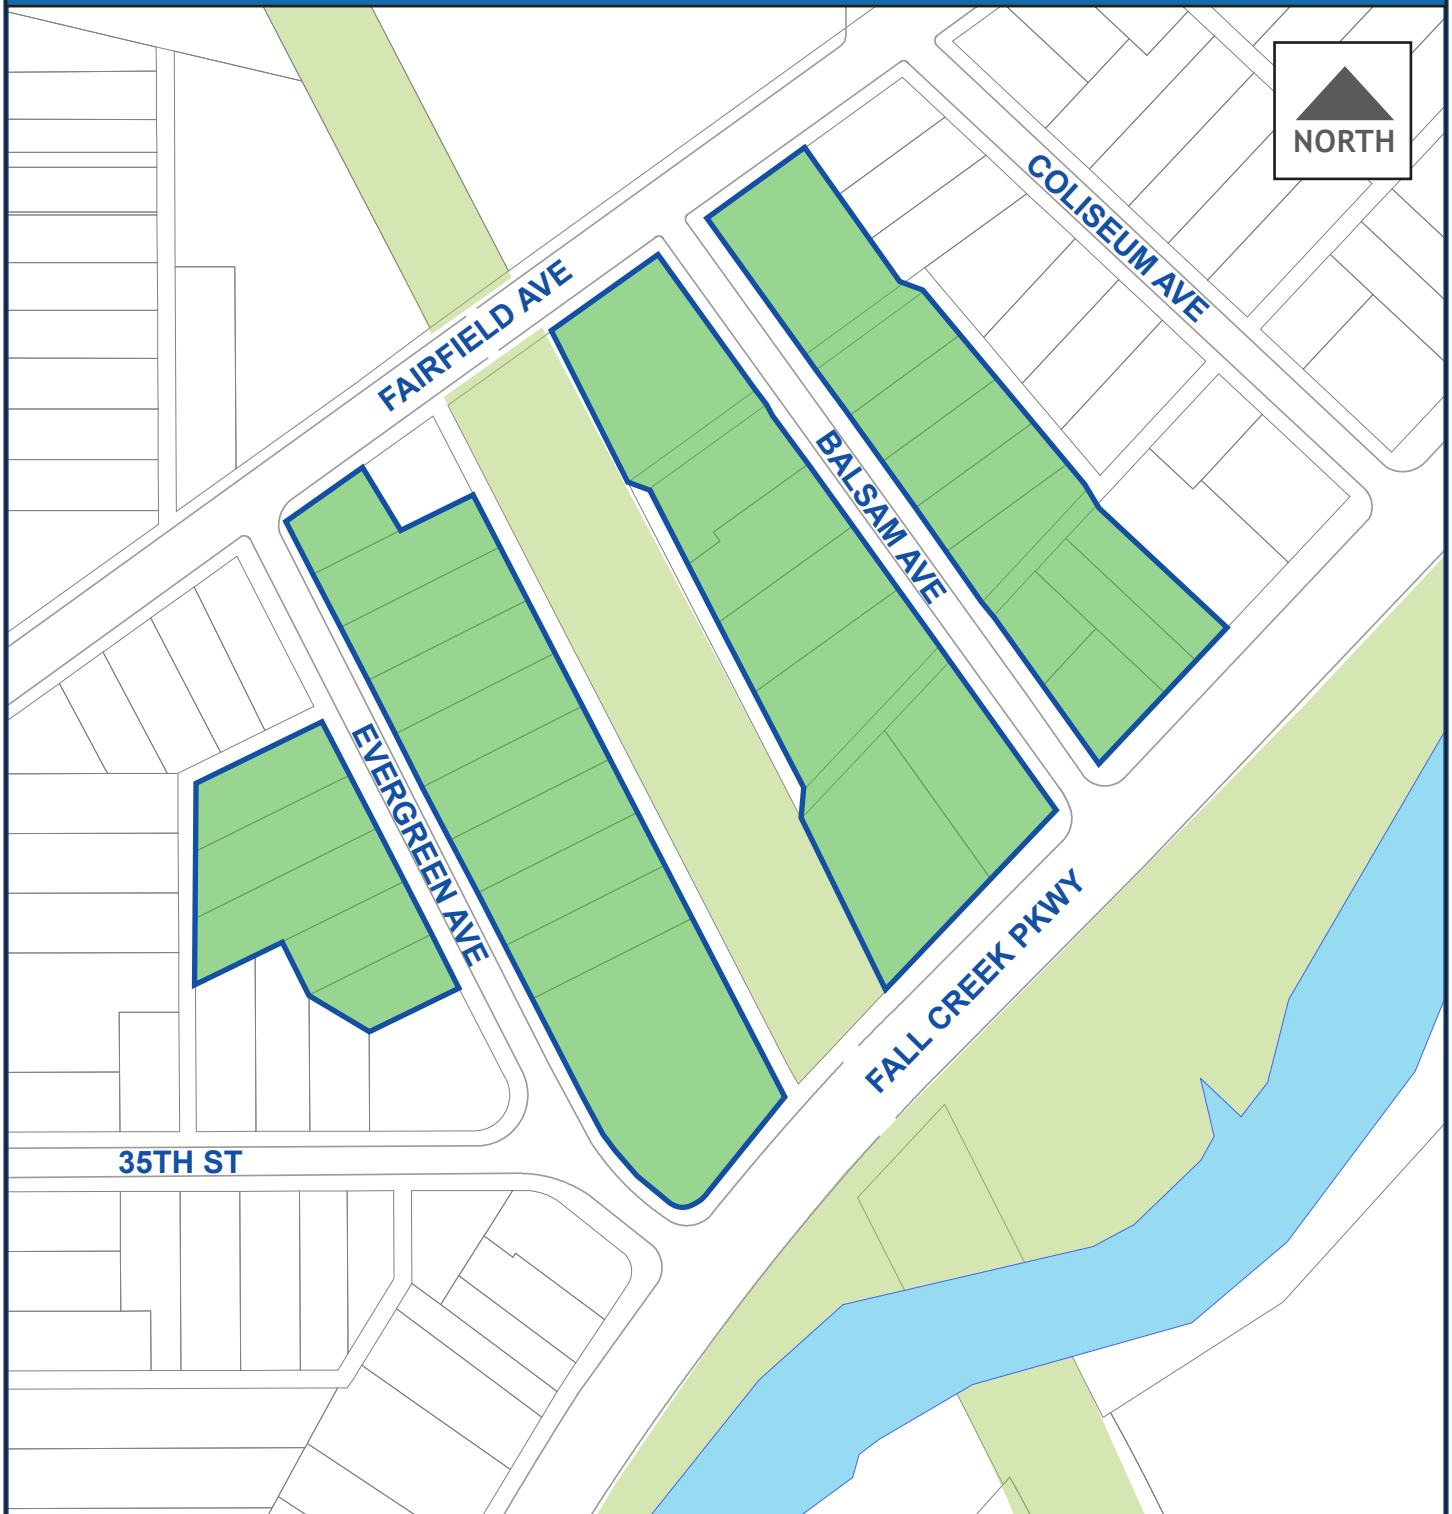 NORTH
COLISEUM AVE
FAIRFIELD AVE
BALSAM AVE
EVERGREEN AVE
FALL CREEK PKWY
35TH ST